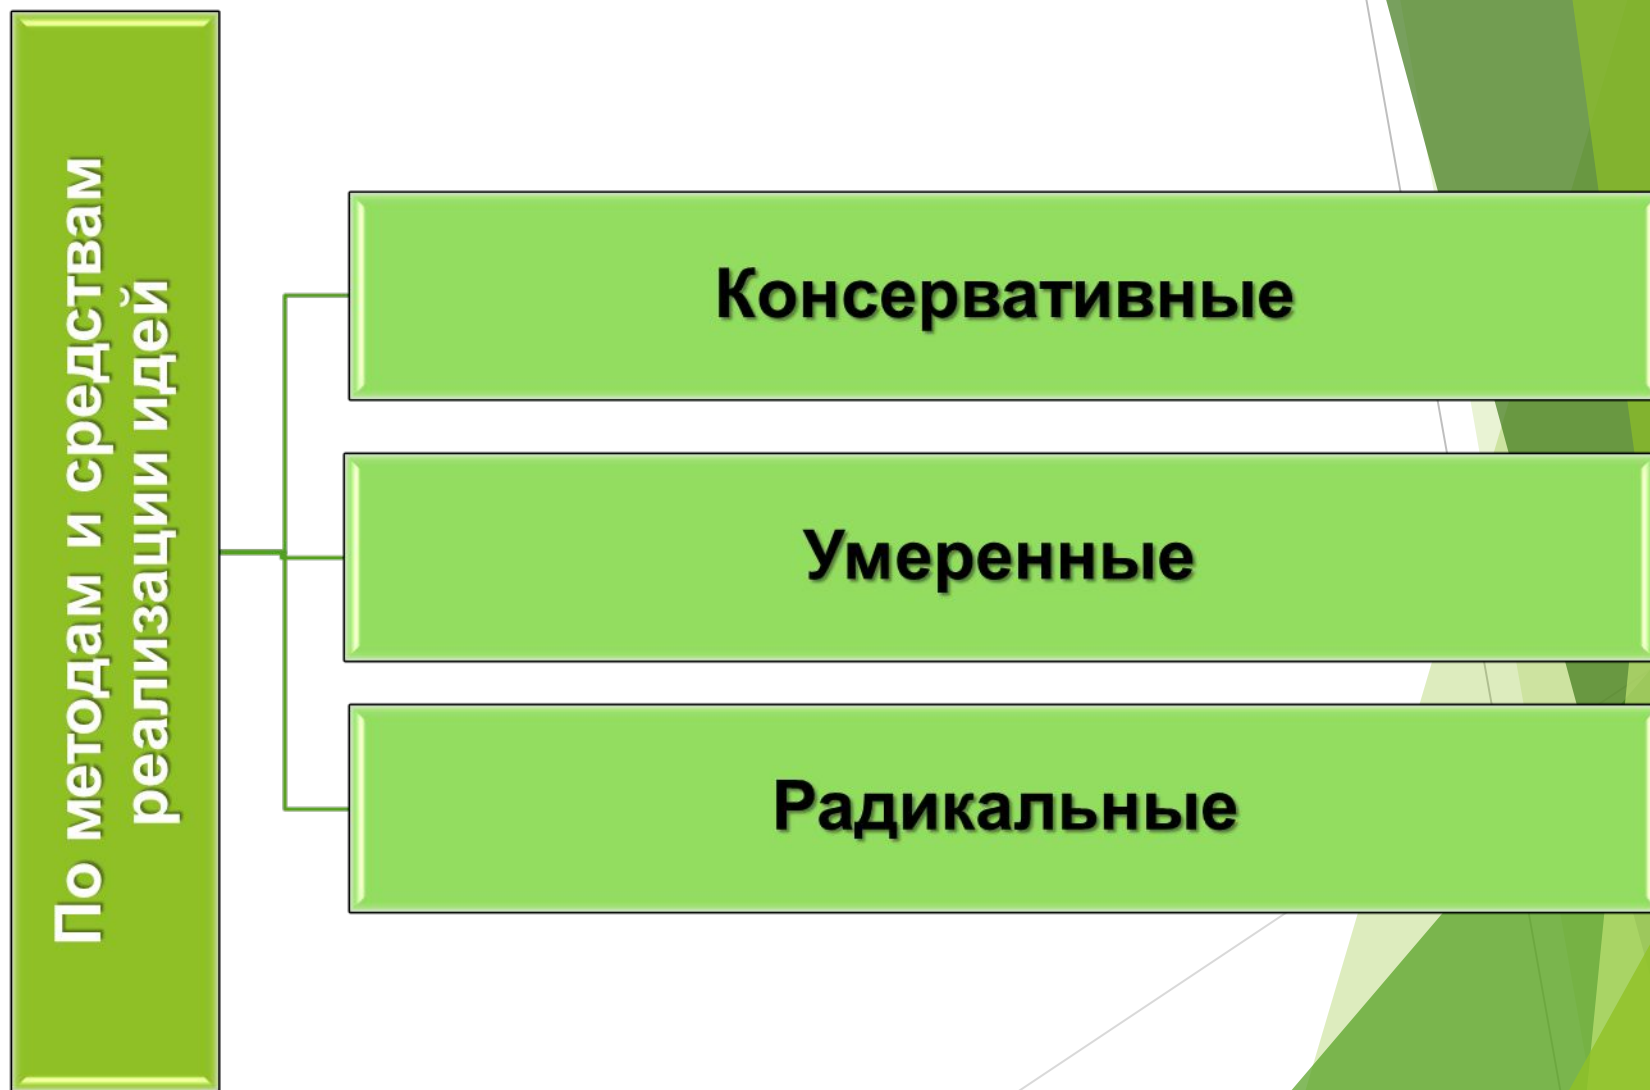 По методам и средствам
реализации идей
Консервативные
Умеренные
Радикальные